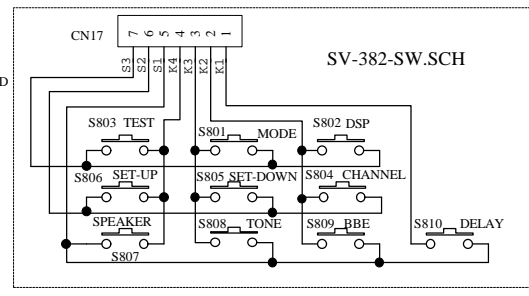 CN17
7 6 5 4 3 2 1
S3 S2 S1 K4 K3 K2 K1
SV-382-SW.SCH
D
S803 TEST
S801 MODE
S802 DSP
S806 SET-UP
S805 SET-DOWN
S804 CHANNEL
SPEAKER
S807
S808 TONE
S809 BBE
S810 DELAY